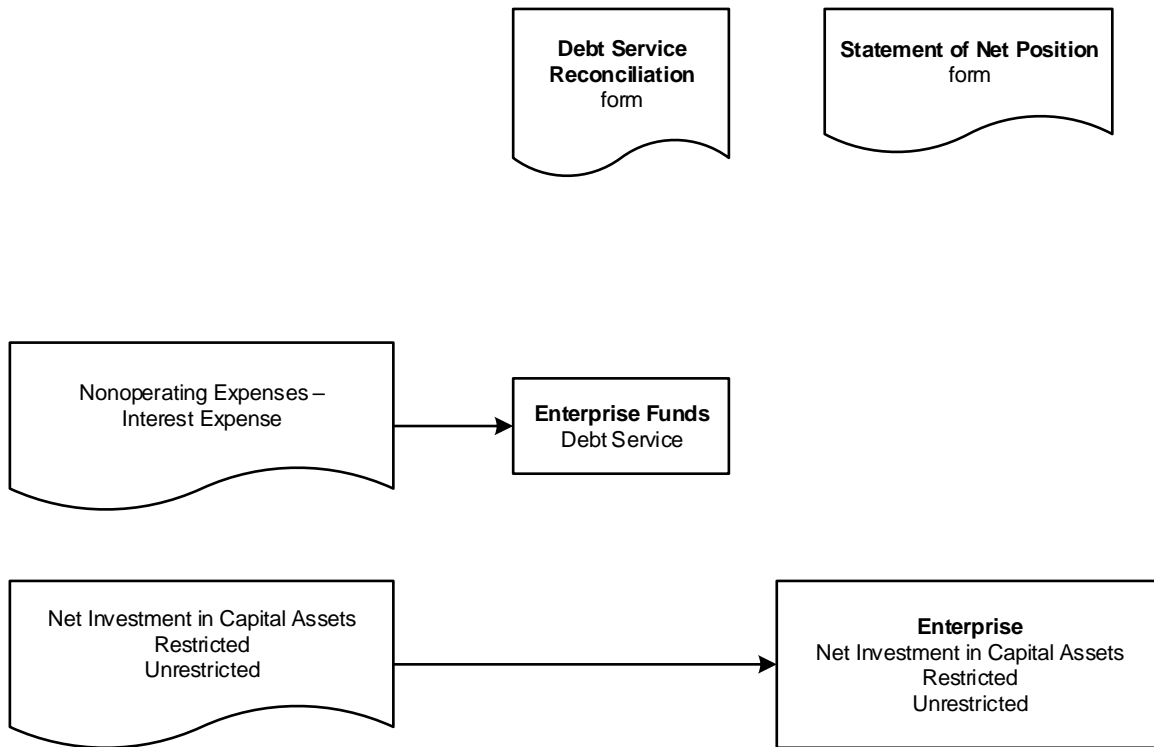 Debt Service
Reconciliation
form
Statement of Net Position
form
Nonoperating Expenses –
Interest Expense
Enterprise Funds
Debt Service
Net Investment in Capital Assets
Restricted
Unrestricted
Enterprise
Net Investment in Capital Assets
Restricted
Unrestricted